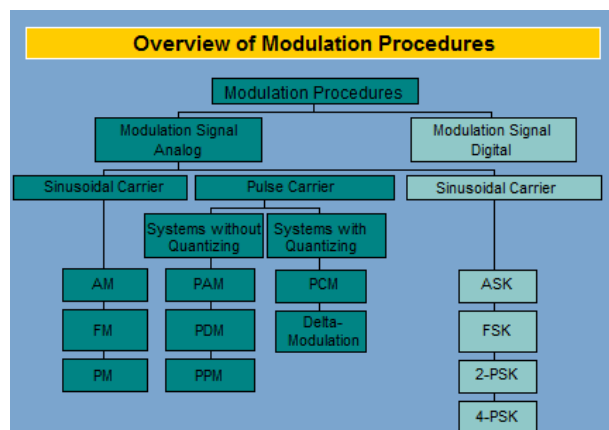 Overview of Modulation Procedures
Modulation Procedures
Modulation Signal
Analog
Modulation Signal
Digital
Sinusoidal Carrier
Pulse Carrier
Sinusoidal Carrier
Systems without
Quantizing
Systems with
Quantizing
AM
PAM
PCM
ASK
FM
PDM
Delta-
Modulation
FSK
PM
PPM
2-PSK
4-PSK